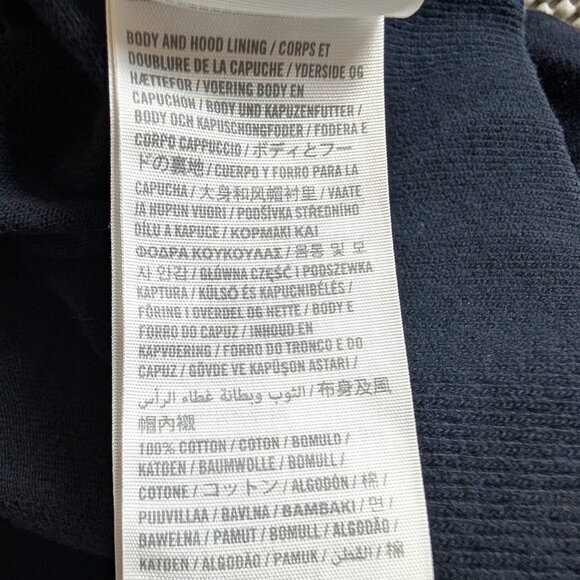 BODY AND HOOD LINING / CORPS ET
DOUBLURE DE LA CAPUCHE / YDERSIDE OG
HÆTTEFOR / VOERING BODY EN
CAPUCHON / BODY UND KAPUZENFUTTER /
BODY OCH KAPUSCHONGFODER / FODERA E
CORPO CAPPUCCIO / ボディとフー
ドの裏地 / CUERPO Y FORRO PARA LA
CAPUCHA / 大身和风帽衬里 / VAATE
JA HUPUN VUORI / PODŠIVKA STŘEDNÍHO
DÍLU A KAPUCE / ΚΟΡΜΑΚΙ ΚΑΙ
ΦΟΔΡΑ ΚΟΥΚΟΥΛΑΣ / 몸통 및 모
자 안감 / GŁÓWNA CZĘŚĆ I PODSZEWKA
KAPTURA / KÜLSŐ ÉS KAPUCHIBÉLÉS /
FÔRING I OVERDEL OG HETTE / BODY E
FORRO DO CAPUZ / INHOUD EN
KAPVOERING / FORRO DO TRONCO E DO
CAPUZ / GÖVDE VE KAPÜŞON ASTARI /
الثوب وبطانة غطاء الرأس / 布身及風
帽內襯
100% COTTON / COTON / BOMULD /
KATOEN / BAUMWOLLE / BOMULL /
COTONE / コットン / ALGODÓN / 棉 /
PUUVILLAA / BAVLNA / ΒΑΜΒΑΚΙ / 면 /
BAWEŁNA / PAMUT / BOMULL / ALGODÃO /
KATOEN / ALGODÃO / PAMUK / القطن / 棉